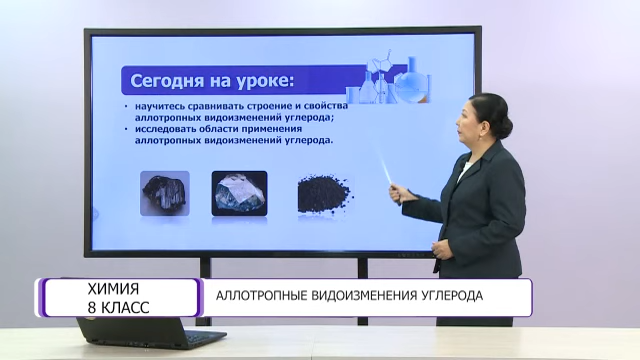 Сегодня на уроке:
• научитесь сравнивать строение и свойства
аллотропных видоизменений углерода;
• исследовать области применения
аллотропных видоизменений углерода.
ХИМИЯ
8 КЛАСС
АЛЛОТРОПНЫЕ ВИДОИЗМЕНЕНИЯ УГЛЕРОДА